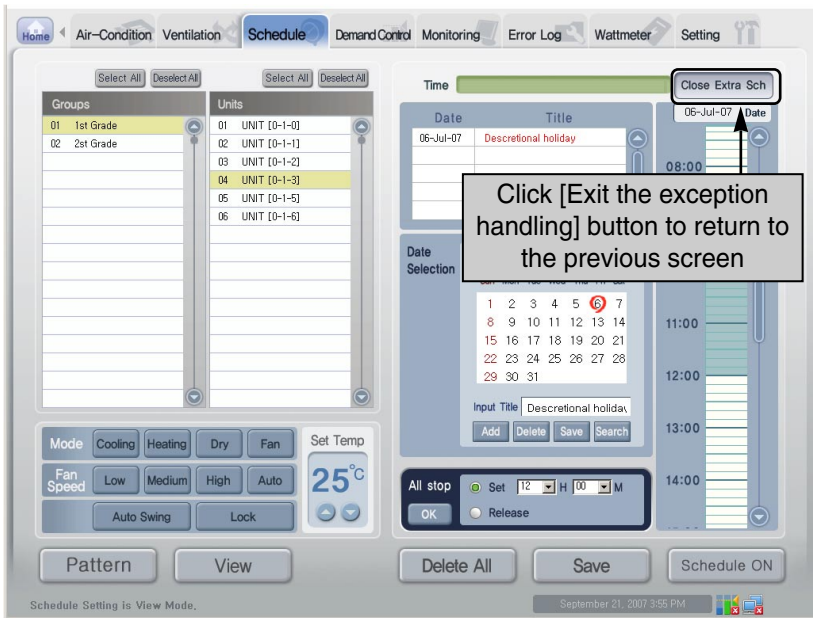 Home Air-Condition Ventilation Schedule Demand Control Monitoring Error Log Wattmeter Setting
Select All Deselect All Select All Deselect All
Groups Units
01 1st Grade 01 UNIT [0-1-0]
02 2st Grade 02 UNIT [0-1-1]
03 UNIT [0-1-2]
04 UNIT [0-1-3]
05 UNIT [0-1-5]
06 UNIT [0-1-6]
Time Close Extra Sch
Date Title
06-Jul-07 Descretional holiday
06-Jul-07 Date
08:00
Click [Exit the exception
handling] button to return to
the previous screen
Date
Selection
1 2 3 4 5 6 7
8 9 10 11 12 13 14
15 16 17 18 19 20 21
22 23 24 25 26 27 28
29 30 31
Input Title Descretional holiday
Add Delete Save Search
11:00
12:00
13:00
14:00
Mode Cooling Heating Dry Fan
Fan
Speed Low Medium High Auto
Auto Swing Lock
Set Temp
25°C
All stop Set 12 H 00 M
OK Release
Pattern View Delete All Save Schedule ON
Schedule Setting is View Mode,
September 21, 2007 3:55 PM